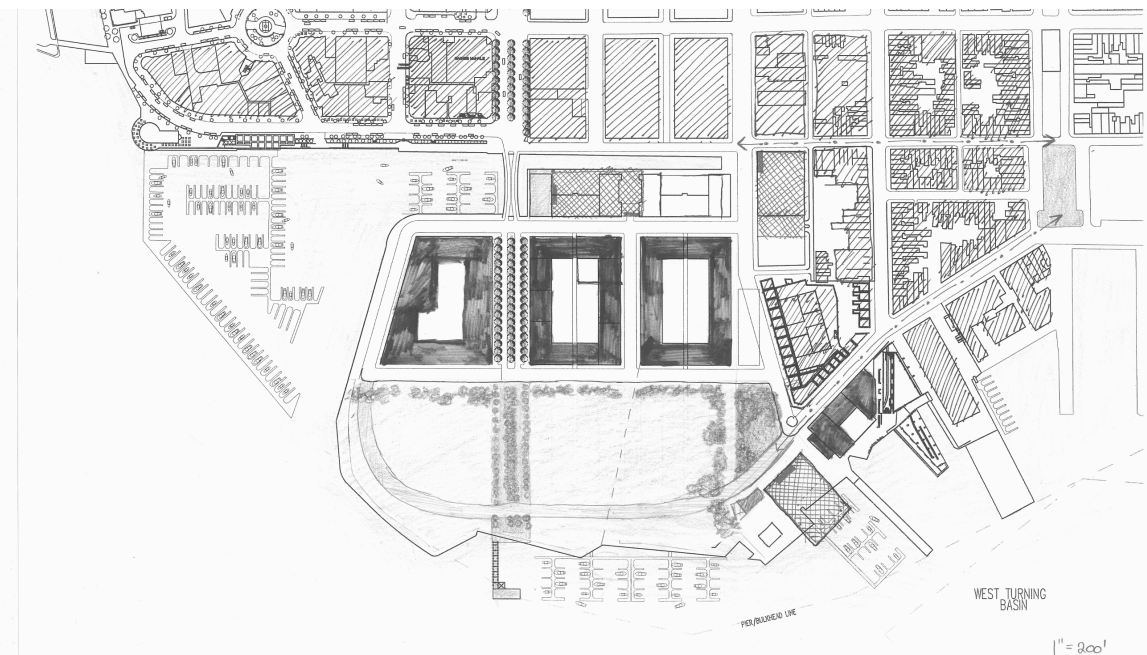 WEST TURNING
BASIN
PIER/BULKHEAD LINE
1" = 200'